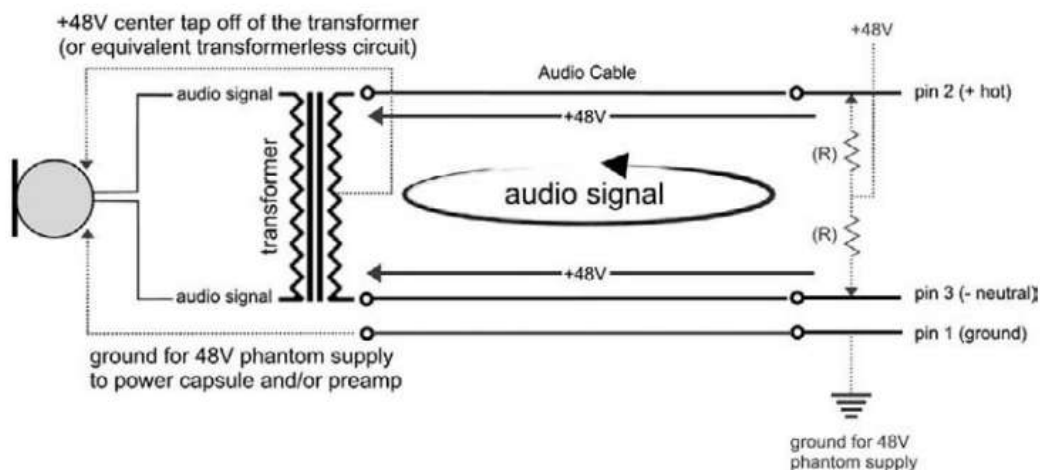 +48V center tap off of the transformer
(or equivalent transformerless circuit)
+48V
audio signal
Audio Cable
pin 2 (+ hot)
+48V
(R)
transformer
audio signal
(R)
+48V
audio signal
pin 3 (- neutral)
pin 1 (ground)
ground for 48V phantom supply
to power capsule and/or preamp
ground for 48V
phantom supply